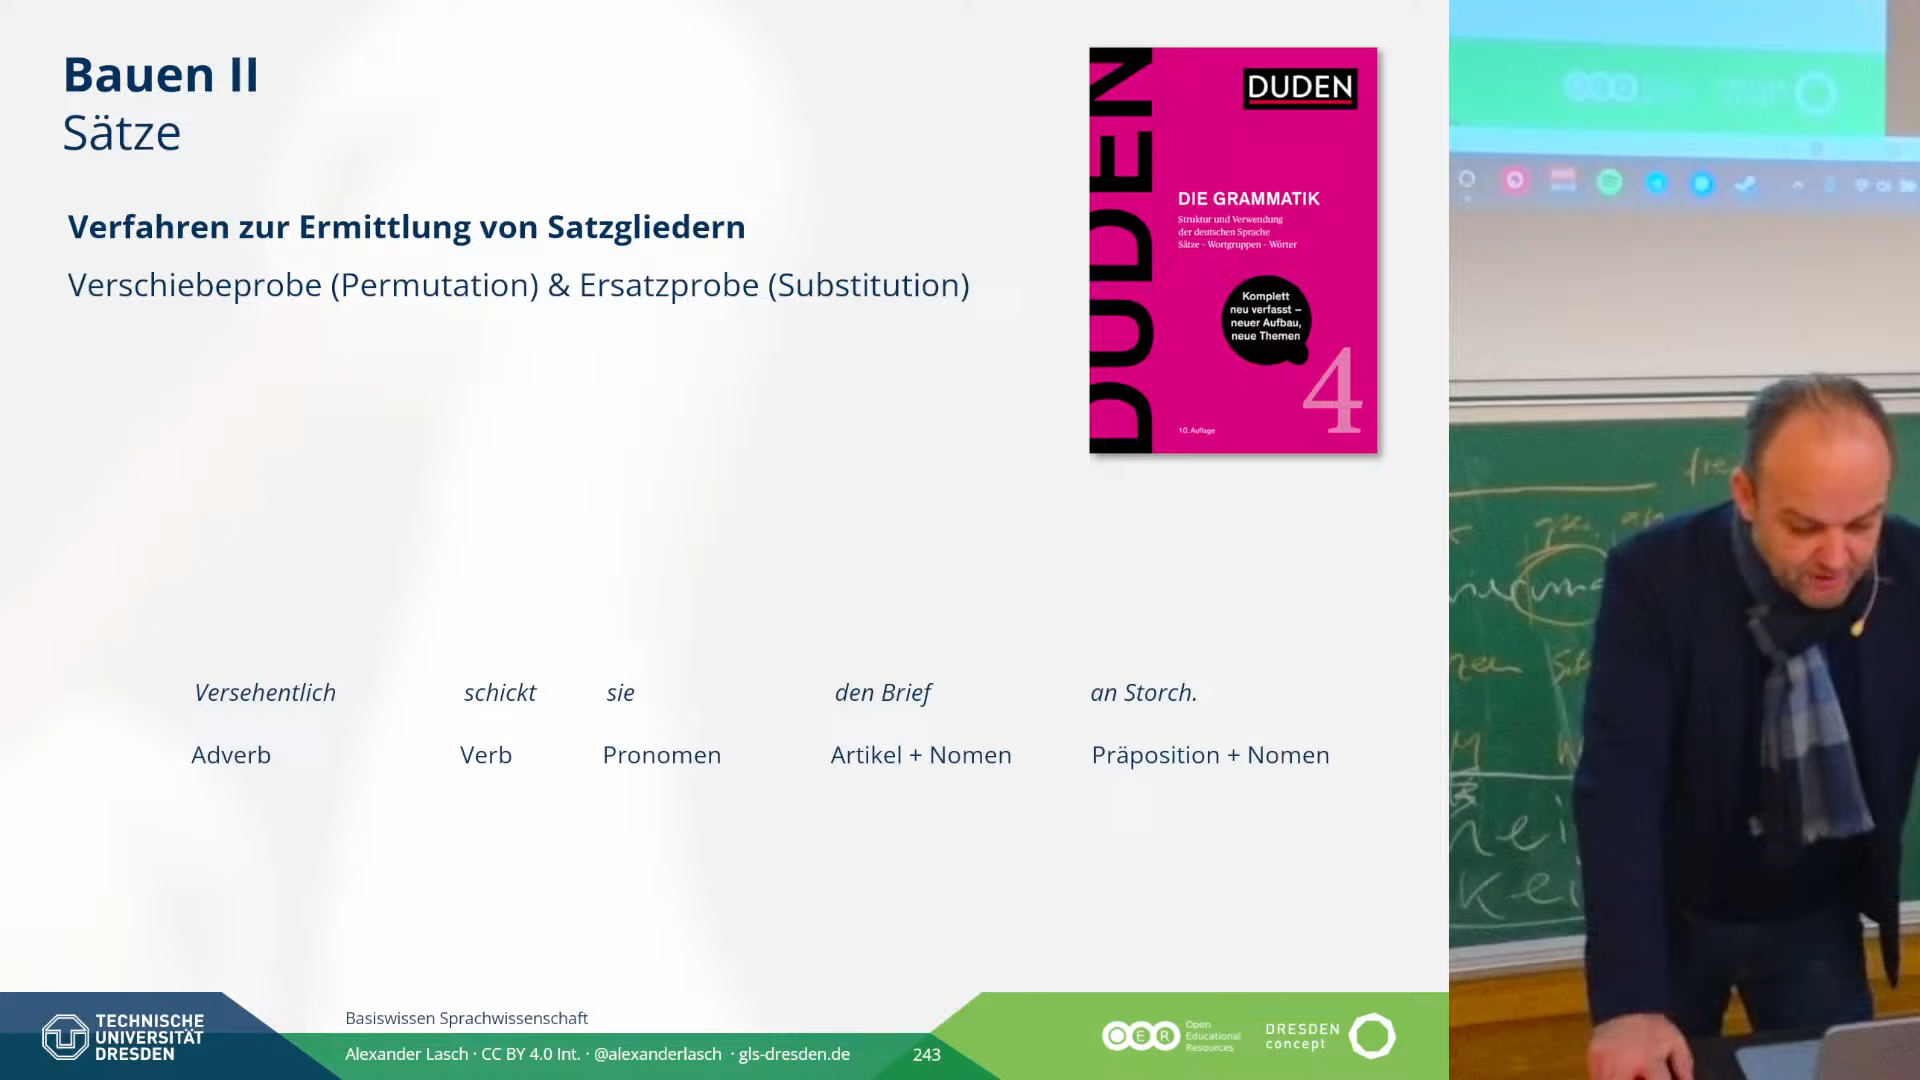 Bauen II
Sätze
Verfahren zur Ermittlung von Satzgliedern
Verschiebeprobe (Permutation) & Ersatzprobe (Substitution)
DUDEN
DUDEN
DIE GRAMMATIK
Struktur und Verwendung
der deutschen Sprache
Sätze – Wortgruppen – Wörter
Komplett
neu verfasst –
neuer Aufbau,
neue Themen
4
10. Auflage
Versehentlich schickt sie den Brief an Storch.
Adverb Verb Pronomen Artikel + Nomen Präposition + Nomen
TECHNISCHE
UNIVERSITÄT
DRESDEN
Basiswissen Sprachwissenschaft
Alexander Lasch · CC BY 4.0 Int. · @alexanderlasch · gls-dresden.de
243
OER
Open
Educational
Resources
DRESDEN
concept